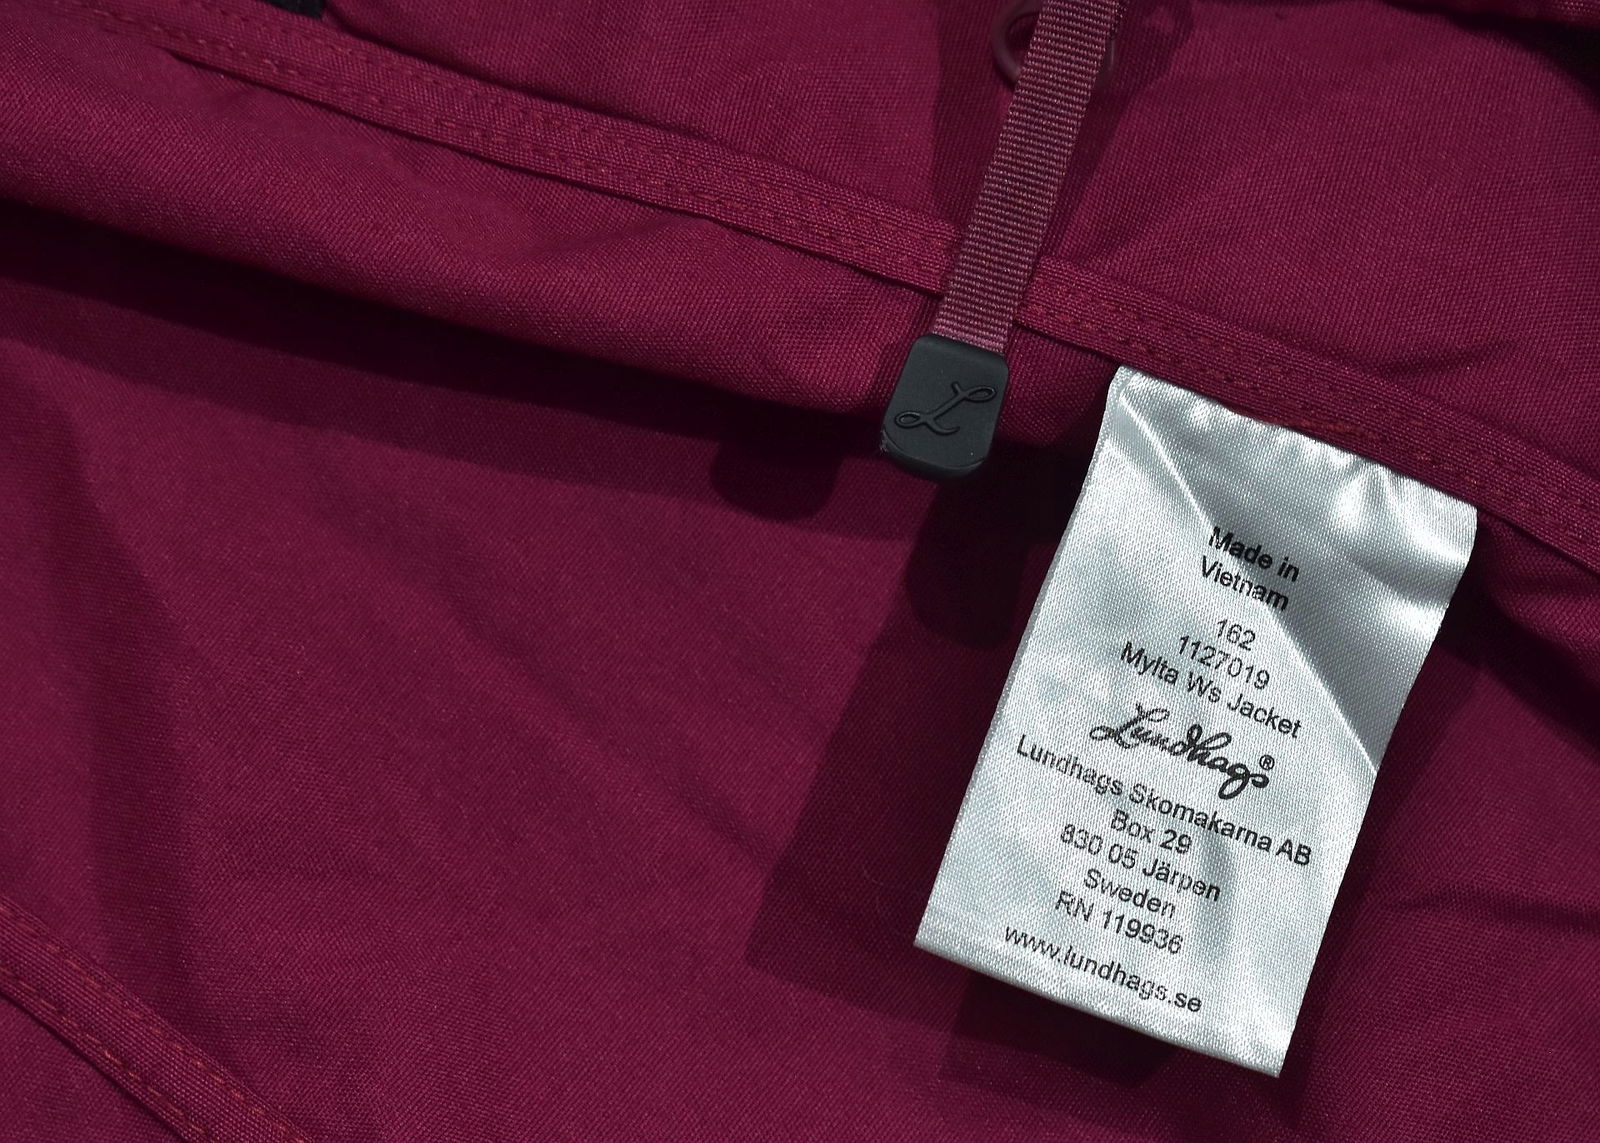 L
Made in
Vietnam
162
1127019
Mylta Ws Jacket
Lundhags®
Lundhags Skomakarna AB
Box 29
830 05 Järpen
Sweden
RN 119936
www.lundhags.se